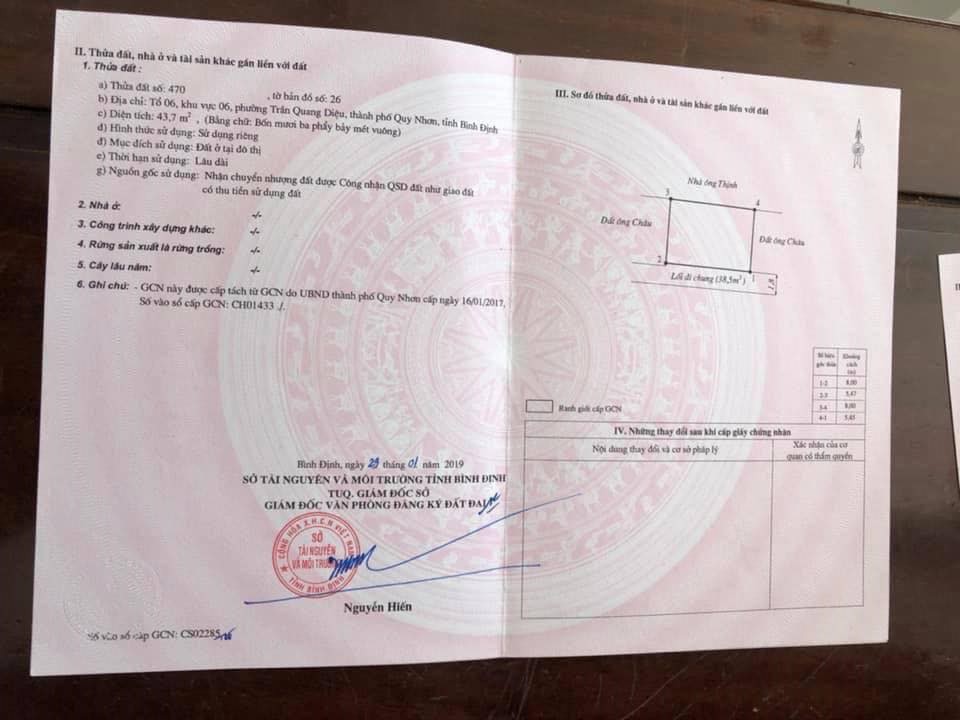 II. Thửa đất, nhà ở và tài sản khác gắn liền với đất
1. Thửa đất :
a) Thửa đất số: 470 , tờ bản đồ số: 26
b) Địa chỉ: Tổ 06, khu vực 06, phường Trần Quang Diệu, thành phố Quy Nhơn, tỉnh Bình Định
c) Diện tích: 43,7 m² , (Bằng chữ: Bốn mươi ba phẩy bảy mét vuông)
d) Hình thức sử dụng: Sử dụng riêng
đ) Mục đích sử dụng: Đất ở tại đô thị
e) Thời hạn sử dụng: Lâu dài
g) Nguồn gốc sử dụng: Nhận chuyển nhượng đất được Công nhận QSD đất như giao đất
có thu tiền sử dụng đất
2. Nhà ở: -/-
3. Công trình xây dựng khác: -/-
4. Rừng sản xuất là rừng trồng: -/-
5. Cây lâu năm: -/-
6. Ghi chú: - GCN này được cấp tách từ GCN do UBND thành phố Quy Nhơn cấp ngày 16/01/2017,
Số vào sổ cấp GCN: CH01433 ./.
Bình Định, ngày 29 tháng 01 năm 2019
SỞ TÀI NGUYÊN VÀ MÔI TRƯỜNG TỈNH BÌNH ĐỊNH
TUQ. GIÁM ĐỐC SỞ
GIÁM ĐỐC VĂN PHÒNG ĐĂNG KÝ ĐẤT ĐAI
CỘNG HÒA X.H.C.N VIỆT NAM
SỞ
TÀI NGUYÊN
VÀ MÔI TRƯỜNG
TỈNH BÌNH ĐỊNH
Nguyễn Hiến
Số vào sổ cấp GCN:
III. Sơ đồ thửa đất, nhà ở và tài sản khác gắn liền với đất
Nhà ông Thịnh
3 4
Đất ông Châu
Đất ông Châu
2 1
Lối đi chung (38,5m²)
1,8
Số hiệu góc thửa Khoảng cách (m)
1-2 8,00
2-3 5,47
3-4 8,00
4-1 5,45
Ranh giới cấp GCN
IV. Những thay đổi sau khi cấp giấy chứng nhận
Nội dung thay đổi và cơ sở pháp lý
Xác nhận của cơ
quan có thẩm quyền